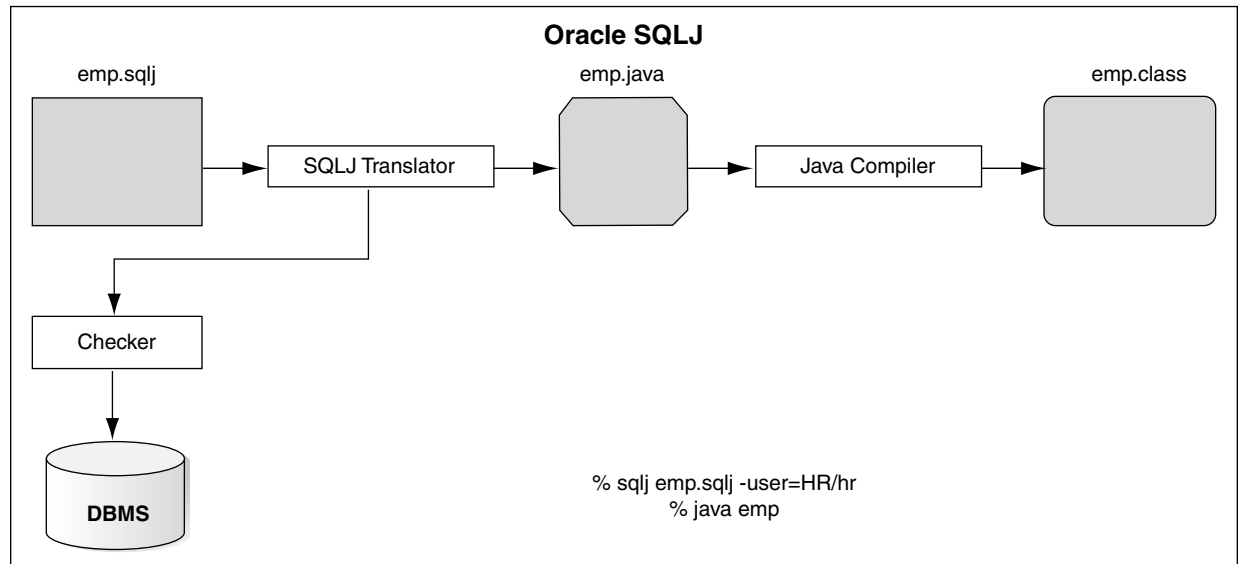 Oracle SQLJ
emp.sqlj
emp.java
emp.class
SQLJ Translator
Java Compiler
Checker
DBMS
% sqlj emp.sqlj -user=HR/hr
% java emp